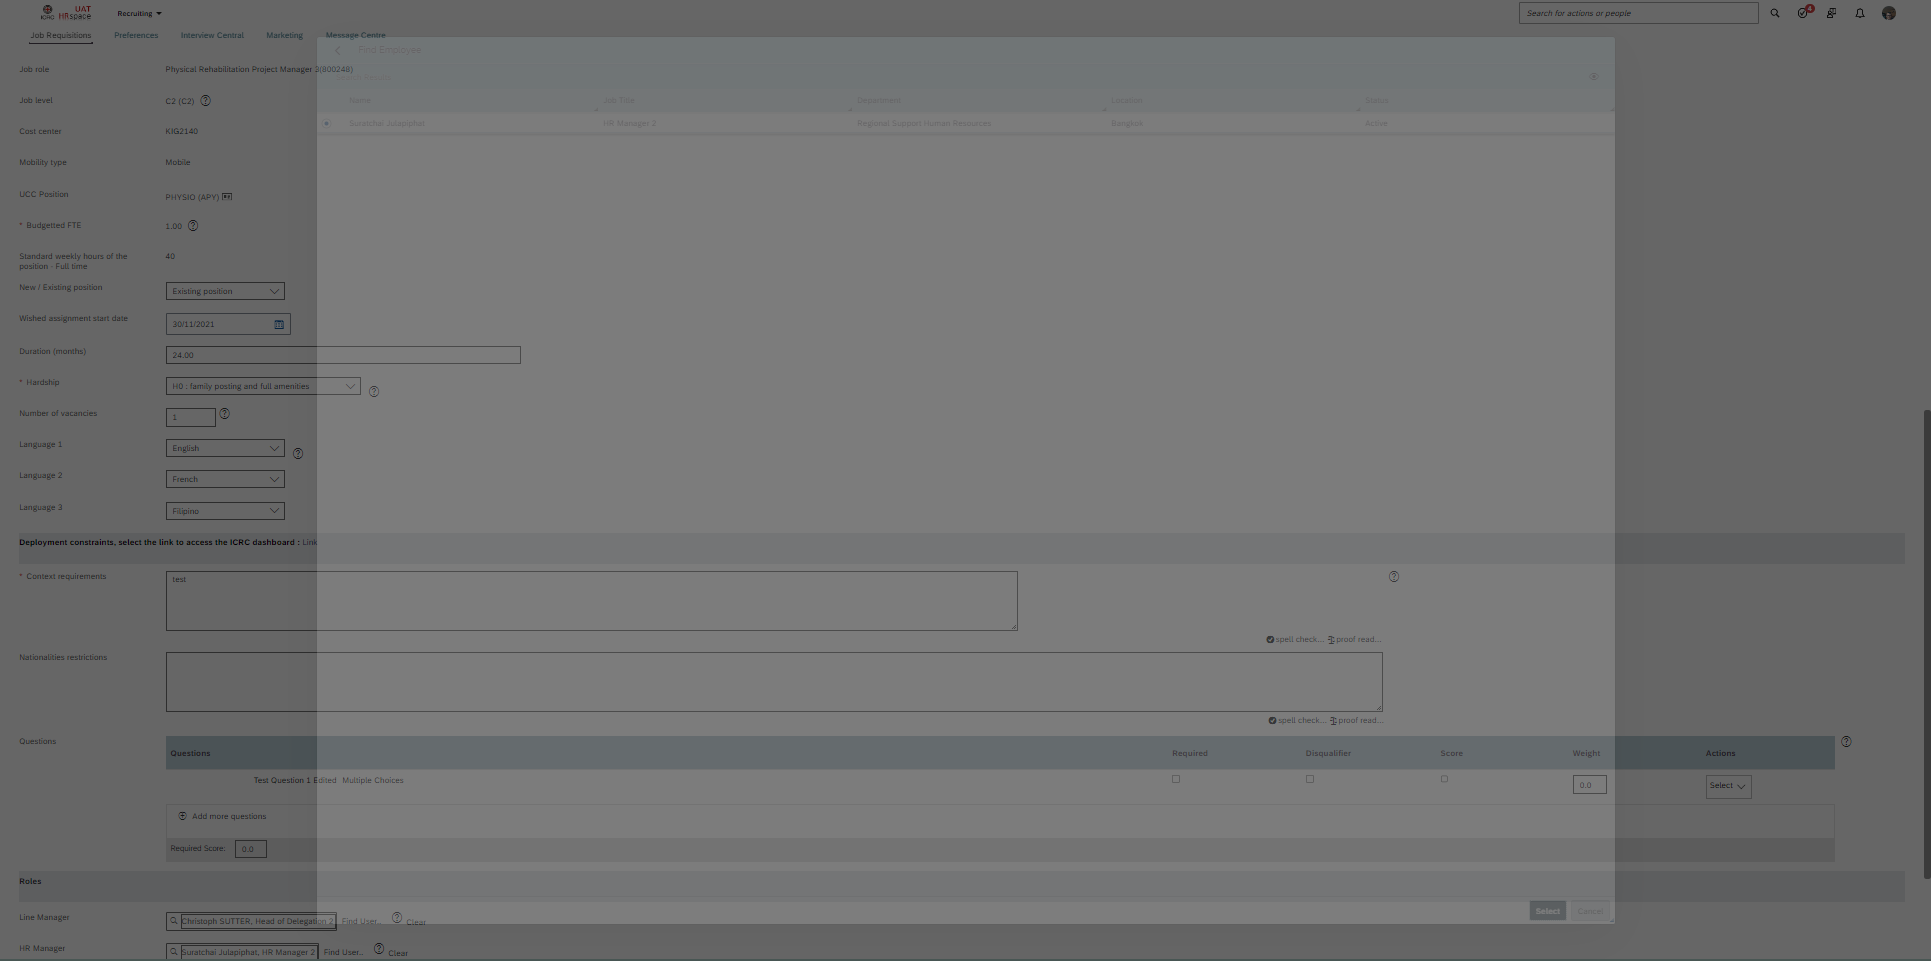 ICRC
UAT
HRspace
Recruiting
Search for actions or people
4
Job Requisitions
Preferences
Interview Central
Marketing
Message Centre
Find Employee
Job role
Physical Rehabilitation Project Manager 3(800248)
Name
Job Title
Department
Location
Status
Job level
C2 (C2)
Suratchai Julapiphat
HR Manager 2
Regional Support Human Resources
Bangkok
Active
Cost center
KIG2140
Mobility type
Mobile
UCC Position
PHYSIO (APY)
* Budgetted FTE
1.00
Standard weekly hours of the
position - Full time
40
New / Existing position
Existing position
Wished assignment start date
30/11/2021
Duration (months)
24.00
* Hardship
H0 : family posting and full amenities
Number of vacancies
1
Language 1
English
Language 2
French
Language 3
Filipino
Deployment constraints, select the link to access the ICRC dashboard : Link
* Context requirements
test
spell check... proof read...
Nationalities restrictions
spell check... proof read...
Questions
Questions
Required
Disqualifier
Score
Weight
Actions
Test Question 1 Edited
Multiple Choices
0.0
Select
Add more questions
Required Score:
0.0
Roles
Line Manager
Christoph SUTTER, Head of Delegation 2
Find User...
Clear
Select
Cancel
HR Manager
Suratchai Julapiphat, HR Manager 2
Find User...
Clear